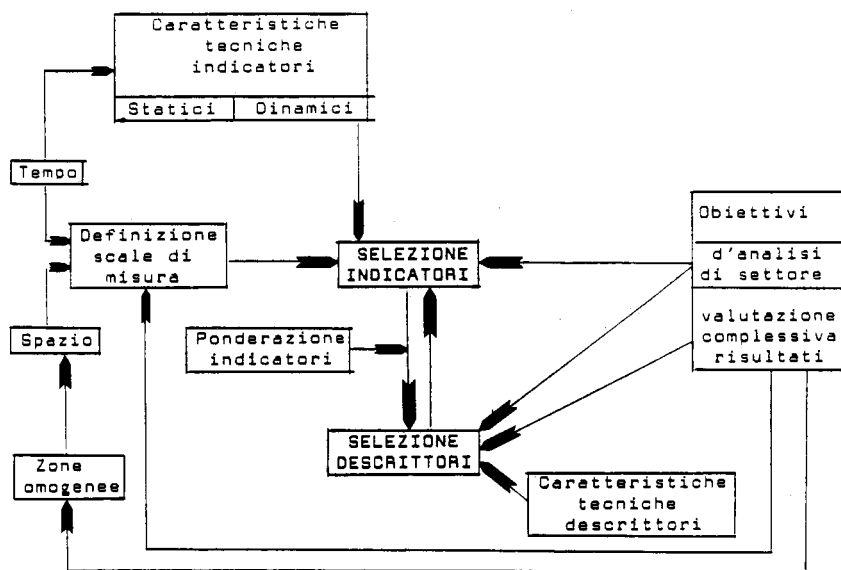 Caratteristiche
tecniche
indicatori
Statici Dinamici
Tempo
Obiettivi
d'analisi
di settore
valutazione
complessiva
risultati
Definizione
scale di
misura
SELEZIONE
INDICATORI
Spazio
Ponderazione
indicatori
SELEZIONE
DESCRITTORI
Zone
omogenee
Caratteristiche
tecniche
descrittori